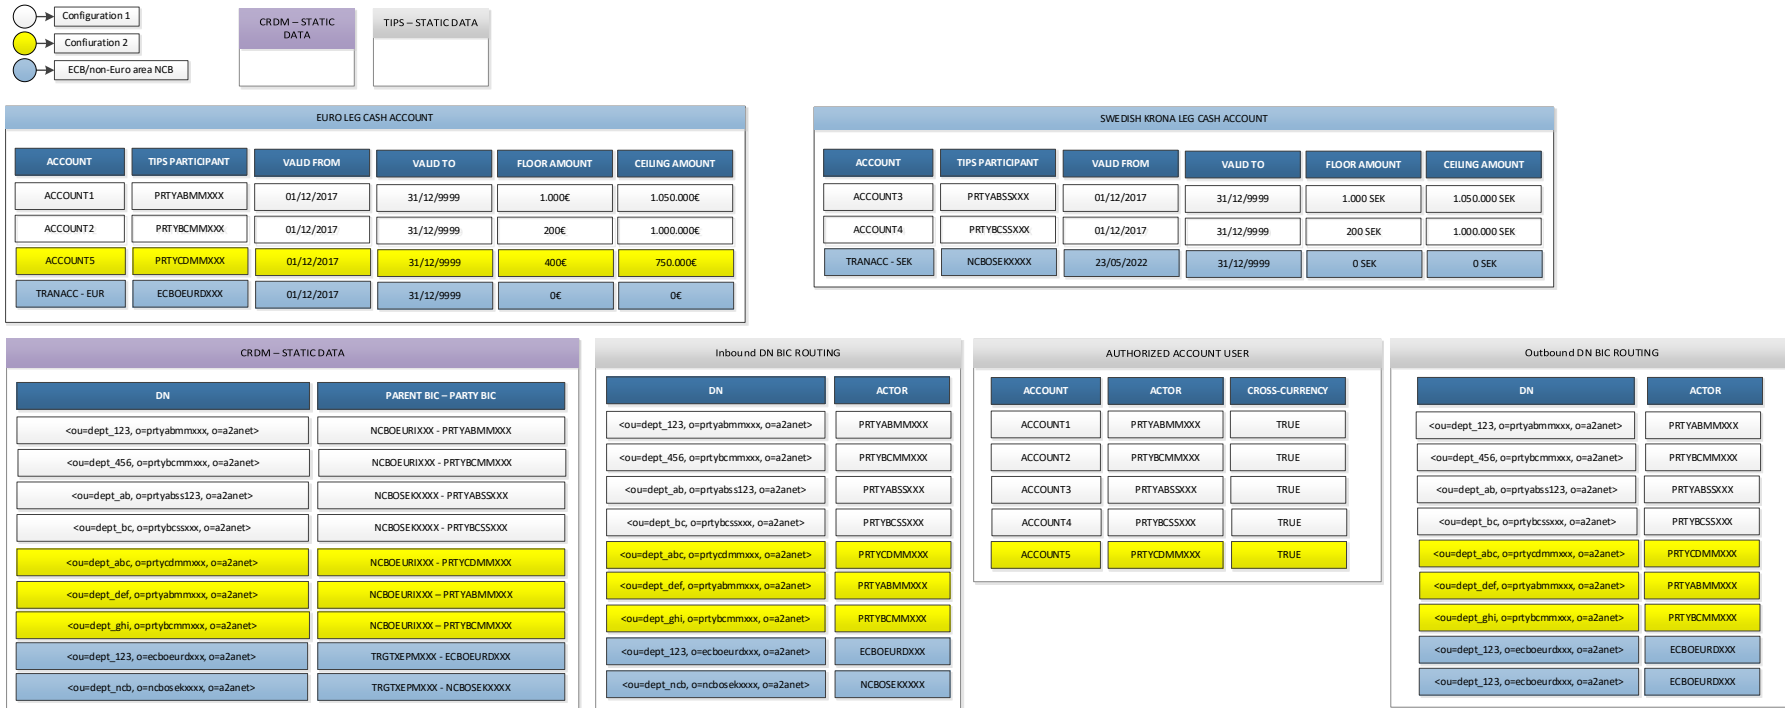 Configuration 1
Confiuration 2
ECB/non-Euro area NCB
CRDM – STATIC
DATA
TIPS – STATIC DATA
EURO LEG CASH ACCOUNT
ACCOUNT TIPS PARTICIPANT VALID FROM VALID TO FLOOR AMOUNT CEILING AMOUNT
ACCOUNT1 PRTYABMMXXX 01/12/2017 31/12/9999 1.000€ 1.050.000€
ACCOUNT2 PRTYBCMMXXX 01/12/2017 31/12/9999 200€ 1.000.000€
ACCOUNT5 PRTYCDMMXXX 01/12/2017 31/12/9999 400€ 750.000€
TRANACC - EUR ECBOEURDXXX 01/12/2017 31/12/9999 0€ 0€
SWEDISH KRONA LEG CASH ACCOUNT
ACCOUNT TIPS PARTICIPANT VALID FROM VALID TO FLOOR AMOUNT CEILING AMOUNT
ACCOUNT3 PRTYABSSXXX 01/12/2017 31/12/9999 1.000 SEK 1.050.000 SEK
ACCOUNT4 PRTYBCSSXXX 01/12/2017 31/12/9999 200 SEK 1.000.000 SEK
TRANACC - SEK NCBOSEKXXXX 23/05/2022 31/12/9999 0 SEK 0 SEK
CRDM – STATIC DATA
DN PARENT BIC – PARTY BIC
<ou=dept_123, o=prtyabmmxxx, o=a2anet> NCBOEURIXXX - PRTYABMMXXX
<ou=dept_456, o=prtybcmmxxx, o=a2anet> NCBOEURIXXX - PRTYBCMMXXX
<ou=dept_ab, o=prtyabss123, o=a2anet> NCBOSEKXXXX - PRTYABSSXXX
<ou=dept_bc, o=prtybcssxxx, o=a2anet> NCBOSEKXXXX - PRTYBCSSXXX
<ou=dept_abc, o=prtycdmmxxx, o=a2anet> NCBOEURIXXX - PRTYCDMMXXX
<ou=dept_def, o=prtyabmmxxx, o=a2anet> NCBOEURIXXX – PRTYABMMXXX
<ou=dept_ghi, o=prtybcmmxxx, o=a2anet> NCBOEURIXXX – PRTYBCMMXXX
<ou=dept_123, o=ecboeurdxxx, o=a2anet> TRGTXEPMXXX - ECBOEURDXXX
<ou=dept_ncb, o=ncbosekxxxx, o=a2anet> TRGTXEPMXXX - NCBOSEKXXXX
Inbound DN BIC ROUTING
DN ACTOR
<ou=dept_123, o=prtyabmmxxx, o=a2anet> PRTYABMMXXX
<ou=dept_456, o=prtybcmmxxx, o=a2anet> PRTYBCMMXXX
<ou=dept_ab, o=prtyabss123, o=a2anet> PRTYABSSXXX
<ou=dept_bc, o=prtybcssxxx, o=a2anet> PRTYBCSSXXX
<ou=dept_abc, o=prtycdmmxxx, o=a2anet> PRTYCDMMXXX
<ou=dept_def, o=prtyabmmxxx, o=a2anet> PRTYABMMXXX
<ou=dept_ghi, o=prtybcmmxxx, o=a2anet> PRTYBCMMXXX
<ou=dept_123, o=ecboeurdxxx, o=a2anet> ECBOEURDXXX
<ou=dept_ncb, o=ncbosekxxxx, o=a2anet> NCBOSEKXXXX
AUTHORIZED ACCOUNT USER
ACCOUNT ACTOR CROSS-CURRENCY
ACCOUNT1 PRTYABMMXXX TRUE
ACCOUNT2 PRTYBCMMXXX TRUE
ACCOUNT3 PRTYABSSXXX TRUE
ACCOUNT4 PRTYBCSSXXX TRUE
ACCOUNT5 PRTYCDMMXXX TRUE
Outbound DN BIC ROUTING
DN ACTOR
<ou=dept_123, o=prtyabmmxxx, o=a2anet> PRTYABMMXXX
<ou=dept_456, o=prtybcmmxxx, o=a2anet> PRTYBCMMXXX
<ou=dept_ab, o=prtyabss123, o=a2anet> PRTYABSSXXX
<ou=dept_bc, o=prtybcssxxx, o=a2anet> PRTYBCSSXXX
<ou=dept_abc, o=prtycdmmxxx, o=a2anet> PRTYCDMMXXX
<ou=dept_def, o=prtyabmmxxx, o=a2anet> PRTYABMMXXX
<ou=dept_ghi, o=prtybcmmxxx, o=a2anet> PRTYBCMMXXX
<ou=dept_123, o=ecboeurdxxx, o=a2anet> ECBOEURDXXX
<ou=dept_123, o=ecboeurdxxx, o=a2anet> ECBOEURDXXX